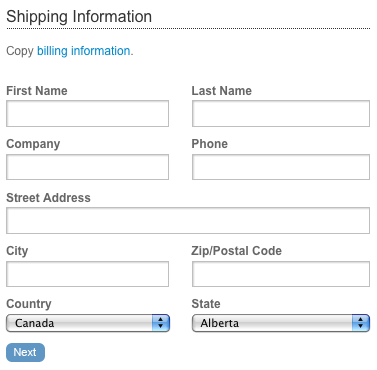 Shipping Information
Copy billing information.
First Name Last Name
Company Phone
Street Address
City Zip/Postal Code
Country State
Canada Alberta
Next